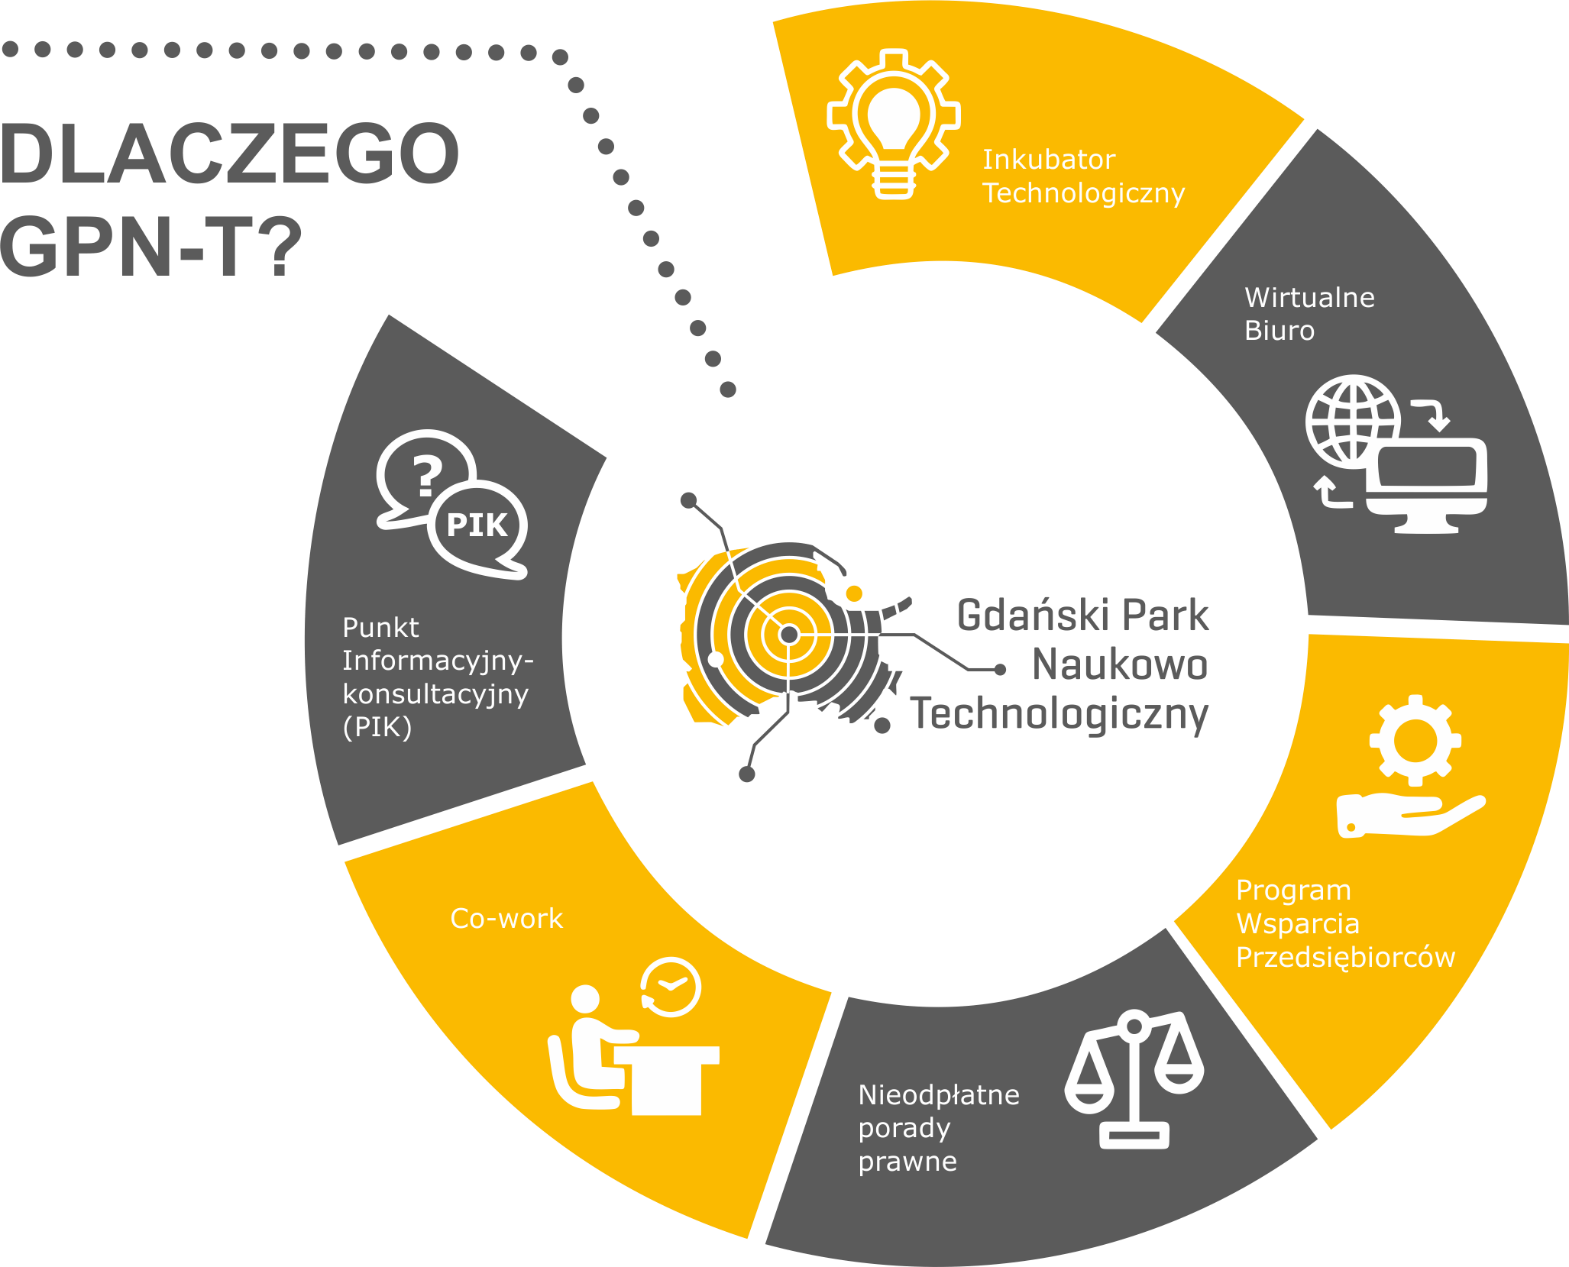 DLACZEGO
GPN-T?
Inkubator
Technologiczny
Wirtualne
Biuro
Program
Wsparcia
Przedsiębiorców
Nieodpłatne
porady
prawne
Co-work
?
PIK
Punkt
Informacyjny-
konsultacyjny
(PIK)
Gdański Park
Naukowo
Technologiczny